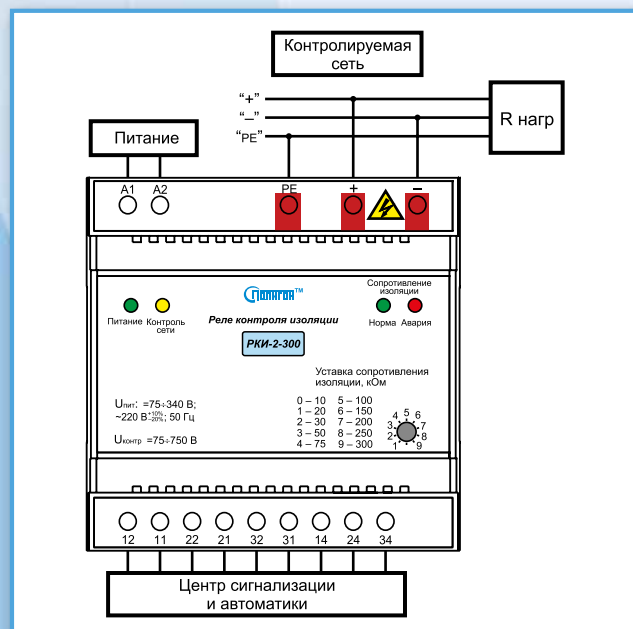 Контролируемая
сеть
“+”
“–”
“PE”
R нагр
Питание
A1 A2 PE + –
ПОЛИГОН™
Сопротивление
изоляции
Питание Контроль
сети
Норма Авария
Реле контроля изоляции
РКИ-2-300
Уставка сопротивления
изоляции, кОм
Uпит: =75÷340 В;
~220 В+10%-20%; 50 Гц
Uконтр =75÷750 В
0 – 10 5 – 100
1 – 20 6 – 150
2 – 30 7 – 200
3 – 50 8 – 250
4 – 75 9 – 300
1 2 3 4 5 6 7 8 9
12 11 22 21 32 31 14 24 34
Центр сигнализации
и автоматики